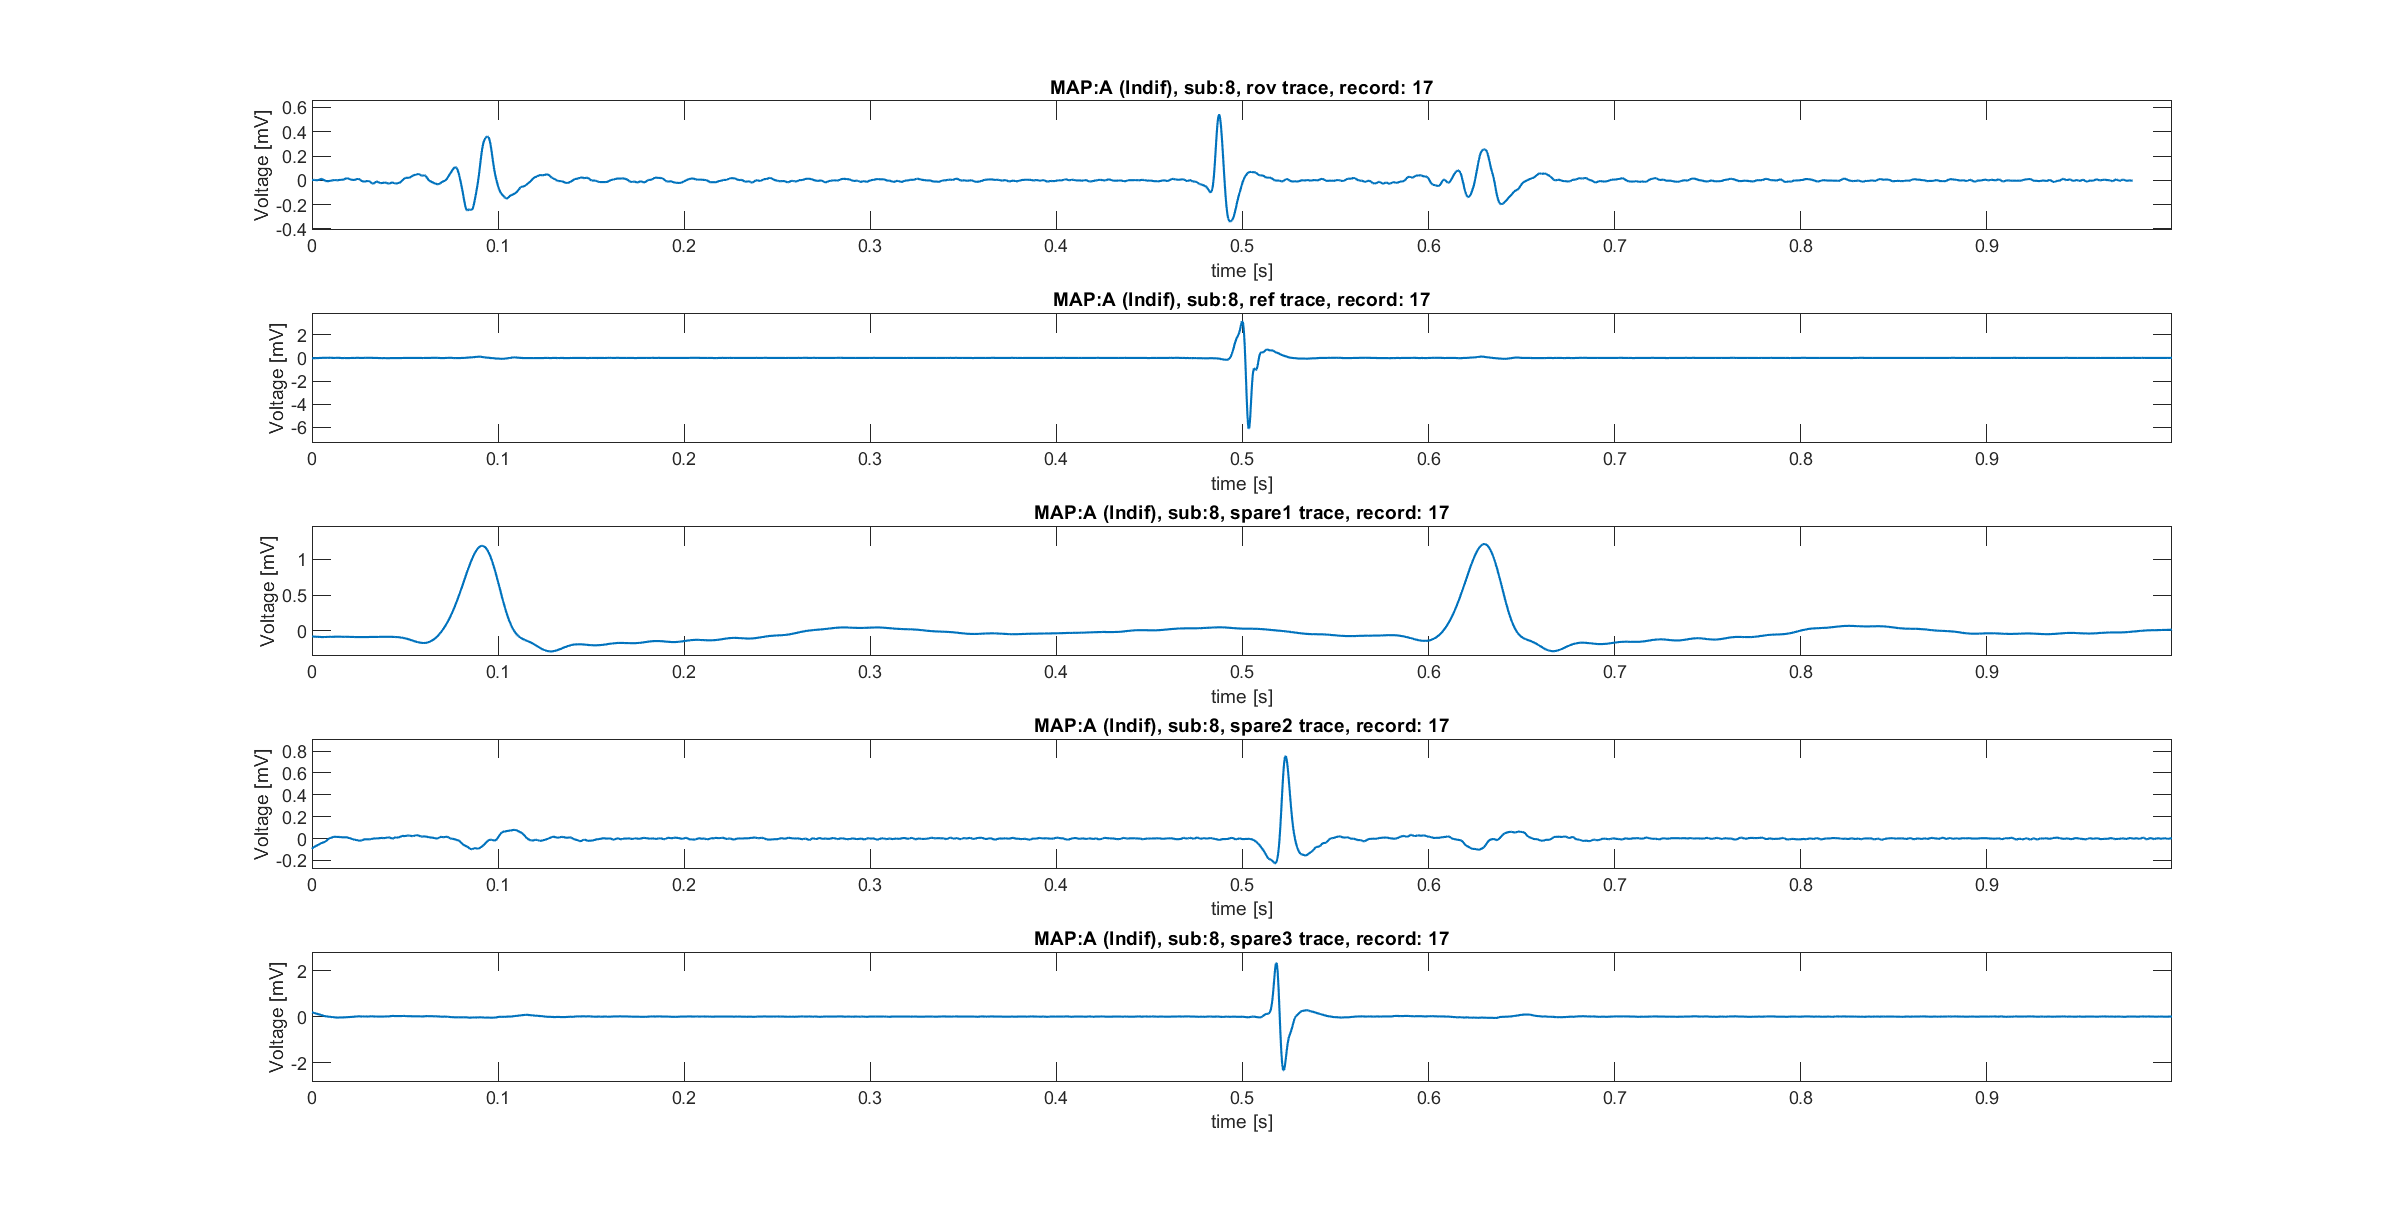 MAP:A (Indif), sub:8, rov trace, record: 17
Voltage [mV]
0.6
0.4
0.2
0
-0.2
-0.4
0 0.1 0.2 0.3 0.4 0.5 0.6 0.7 0.8 0.9
time [s]
MAP:A (Indif), sub:8, ref trace, record: 17
Voltage [mV]
2
0
-2
-4
-6
0 0.1 0.2 0.3 0.4 0.5 0.6 0.7 0.8 0.9
time [s]
MAP:A (Indif), sub:8, spare1 trace, record: 17
Voltage [mV]
1
0.5
0
0 0.1 0.2 0.3 0.4 0.5 0.6 0.7 0.8 0.9
time [s]
MAP:A (Indif), sub:8, spare2 trace, record: 17
Voltage [mV]
0.8
0.6
0.4
0.2
0
-0.2
0 0.1 0.2 0.3 0.4 0.5 0.6 0.7 0.8 0.9
time [s]
MAP:A (Indif), sub:8, spare3 trace, record: 17
Voltage [mV]
2
0
-2
0 0.1 0.2 0.3 0.4 0.5 0.6 0.7 0.8 0.9
time [s]